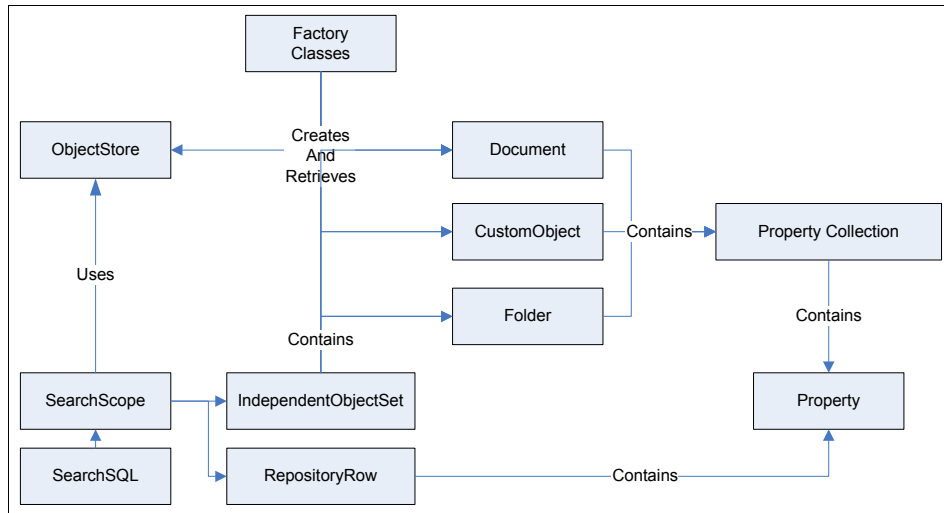 Factory
Classes
ObjectStore
Creates
And
Retrieves
Document
CustomObject
Contains
Property Collection
Uses
Folder
Contains
Contains
SearchScope
IndependentObjectSet
Property
SearchSQL
RepositoryRow
Contains